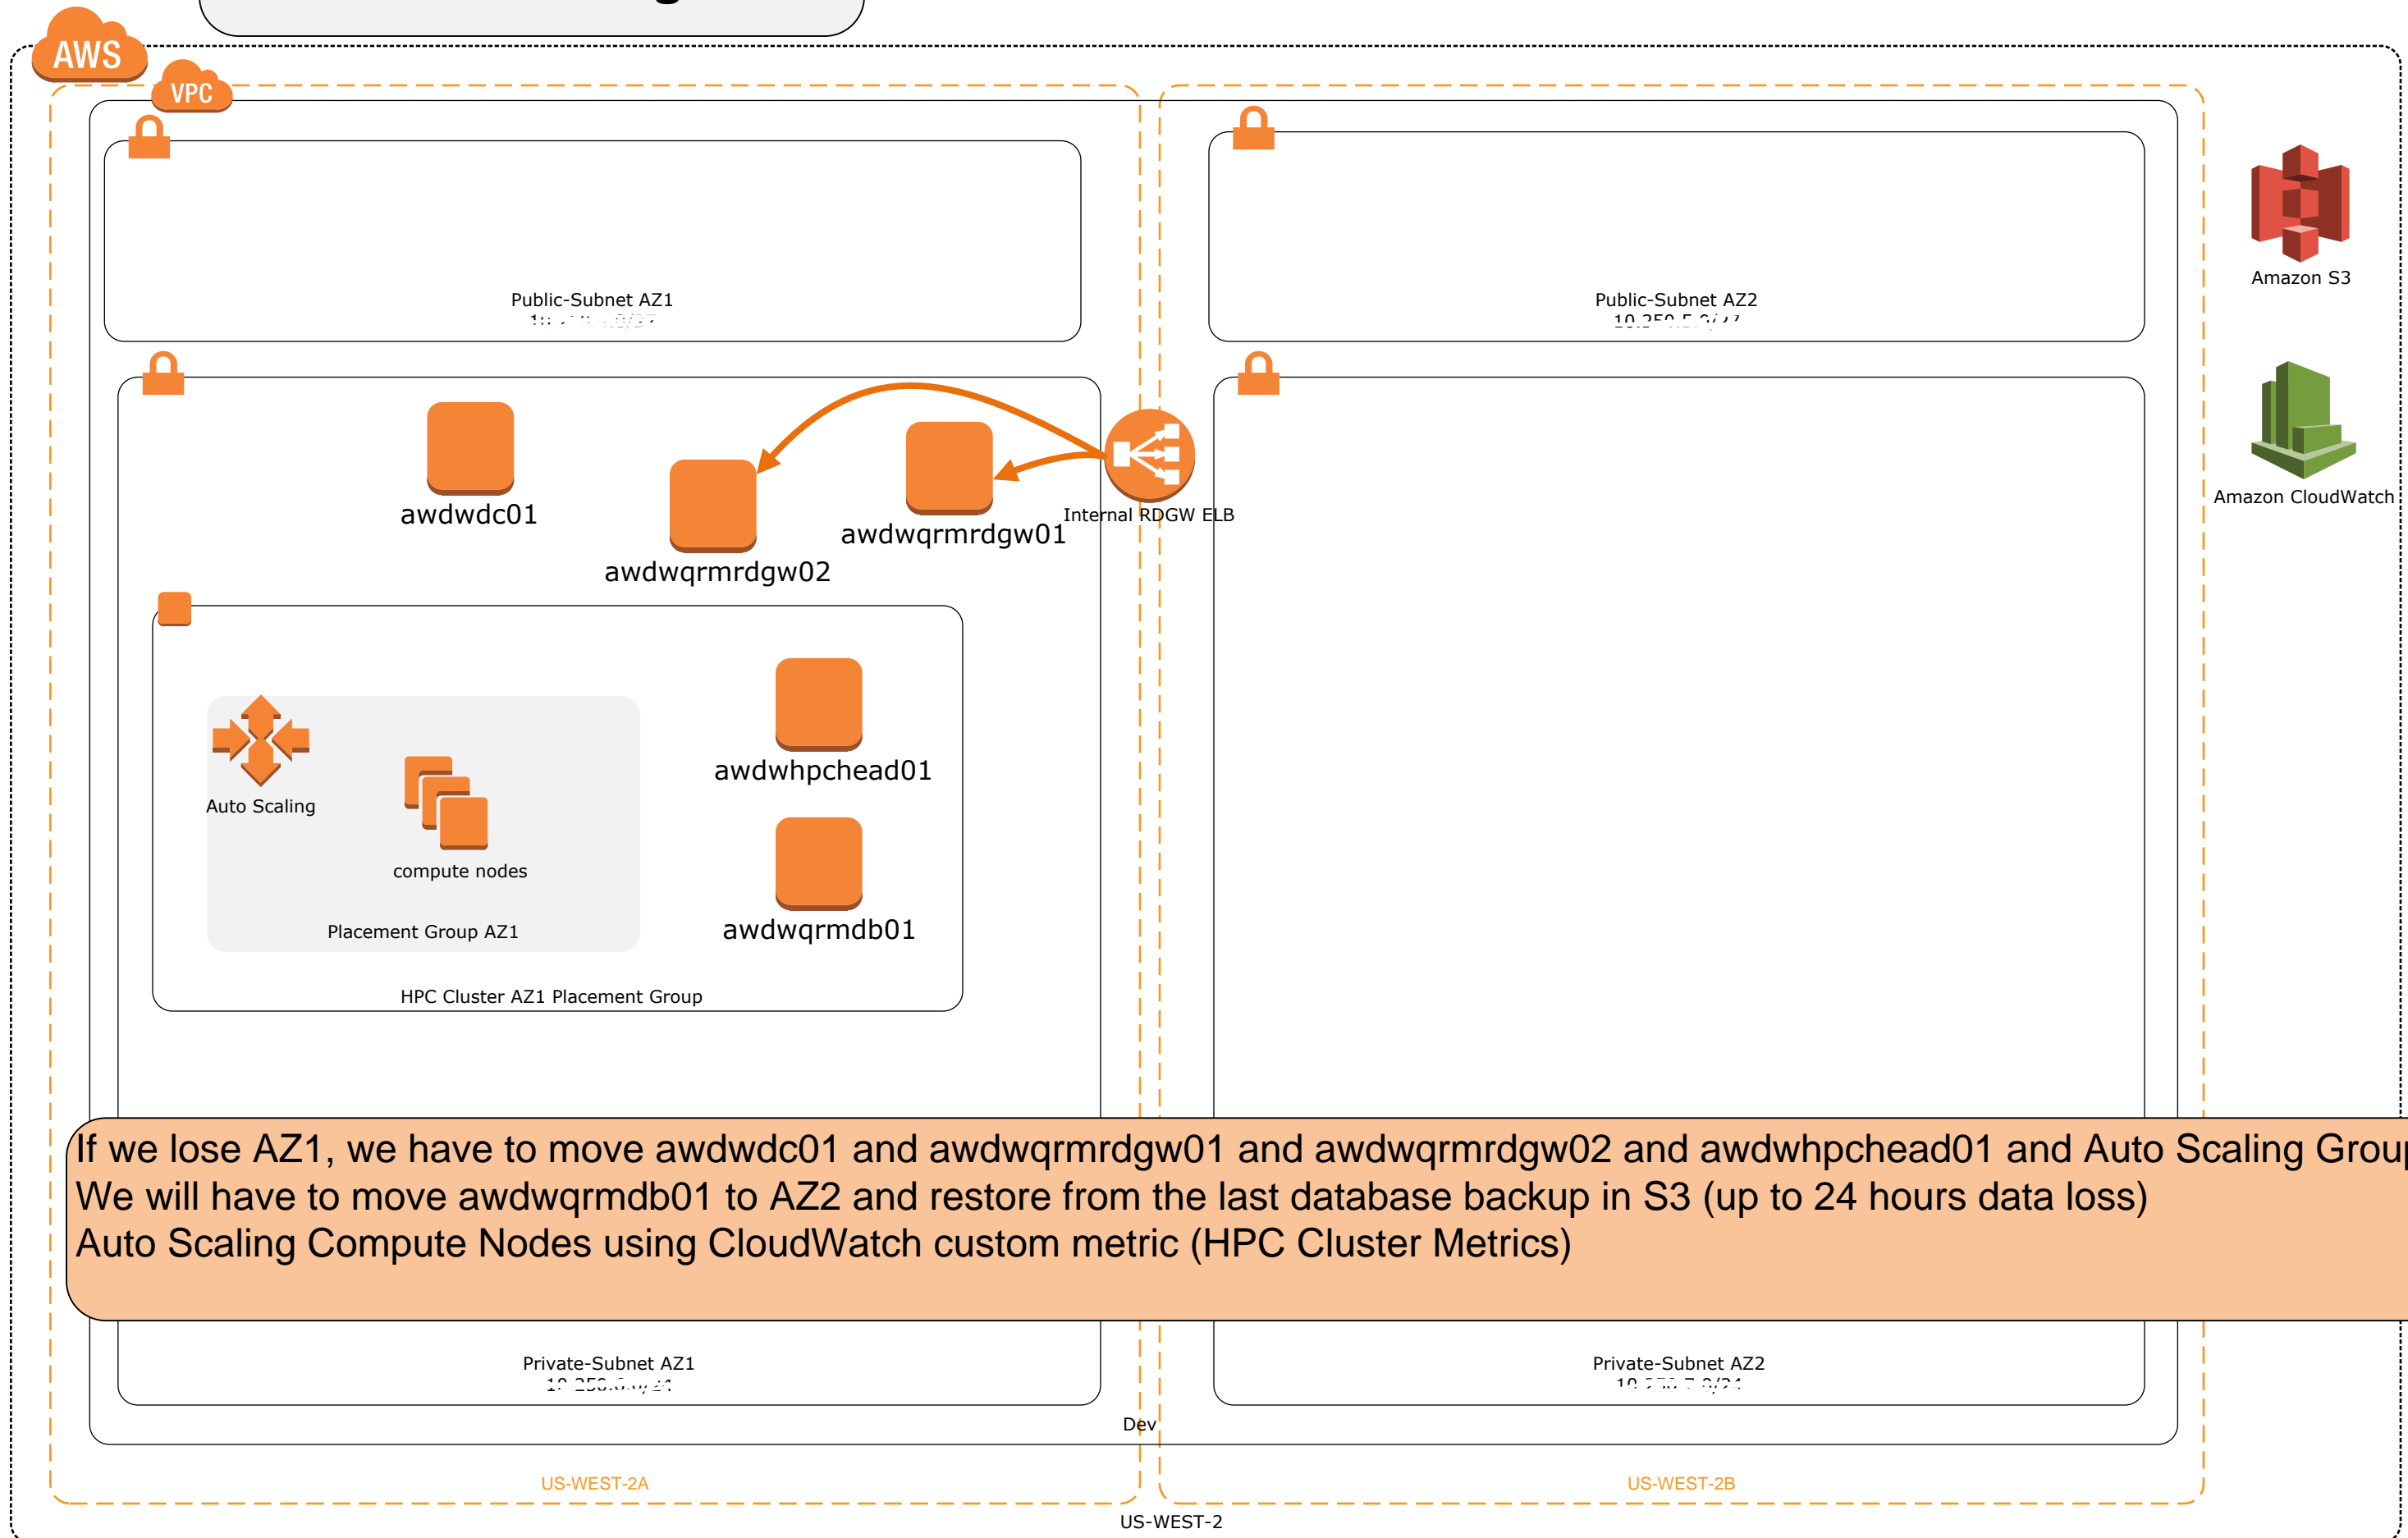 AWS
VPC
Public-Subnet AZ1
Public-Subnet AZ2
Amazon S3
Amazon CloudWatch
awdwdc01
awdwqrmrdgw02
awdwqrmrdgw01
Internal RDGW ELB
Auto Scaling
compute nodes
Placement Group AZ1
awdwhpchead01
awdwqrmdb01
HPC Cluster AZ1 Placement Group
If we lose AZ1, we have to move awdwdc01 and awdwqrmrdgw01 and awdwqrmrdgw02 and awdwhpchead01 and Auto Scaling Group
We will have to move awdwqrmdb01 to AZ2 and restore from the last database backup in S3 (up to 24 hours data loss)
Auto Scaling Compute Nodes using CloudWatch custom metric (HPC Cluster Metrics)
Private-Subnet AZ1
Private-Subnet AZ2
Dev
US-WEST-2A
US-WEST-2B
US-WEST-2